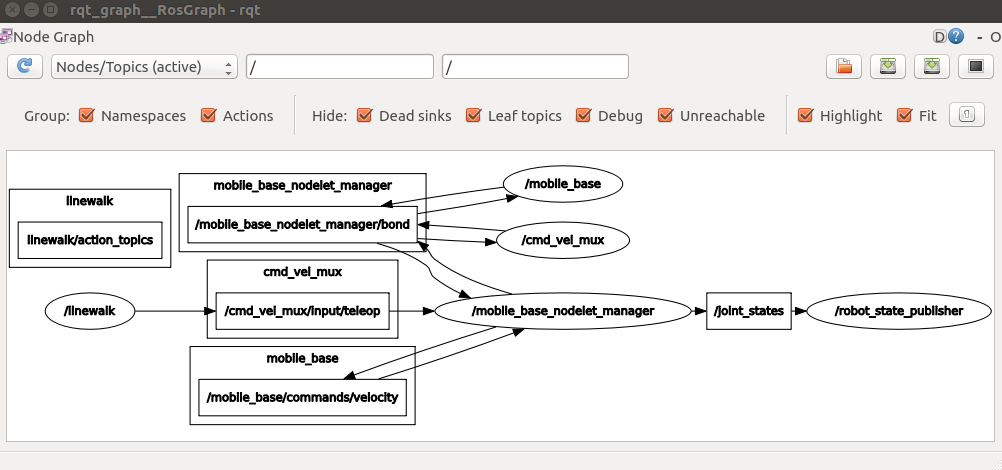 rqt_graph__RosGraph - rqt
Node Graph
D
?
- O
Nodes/Topics (active)
/
/
Group:
Namespaces
Actions
Hide:
Dead sinks
Leaf topics
Debug
Unreachable
Highlight
Fit
linewalk
linewalk/action_topics
mobile_base_nodelet_manager
/mobile_base_nodelet_manager/bond
/mobile_base
/cmd_vel_mux
/linewalk
cmd_vel_mux
/cmd_vel_mux/input/teleop
/mobile_base_nodelet_manager
/joint_states
/robot_state_publisher
mobile_base
/mobile_base/commands/velocity